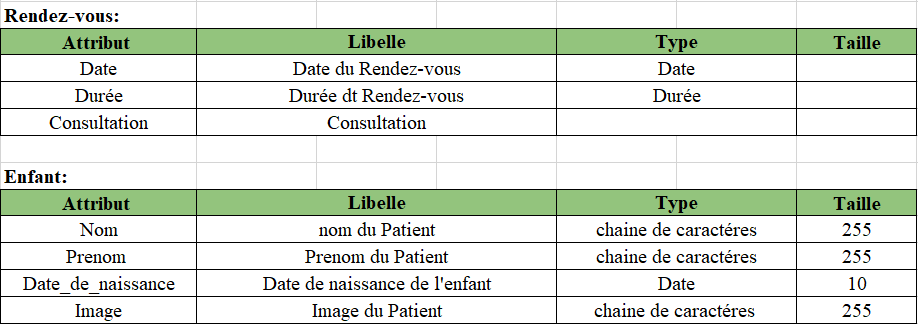 Rendez-vous:
Attribut Libelle Type Taille
Date Date du Rendez-vous Date
Durée Durée dt Rendez-vous Durée
Consultation Consultation
Enfant:
Attribut Libelle Type Taille
Nom nom du Patient chaine de caractéres 255
Prenom Prenom du Patient chaine de caractéres 255
Date_de_naissance Date de naissance de l'enfant Date 10
Image Image du Patient chaine de caractéres 255